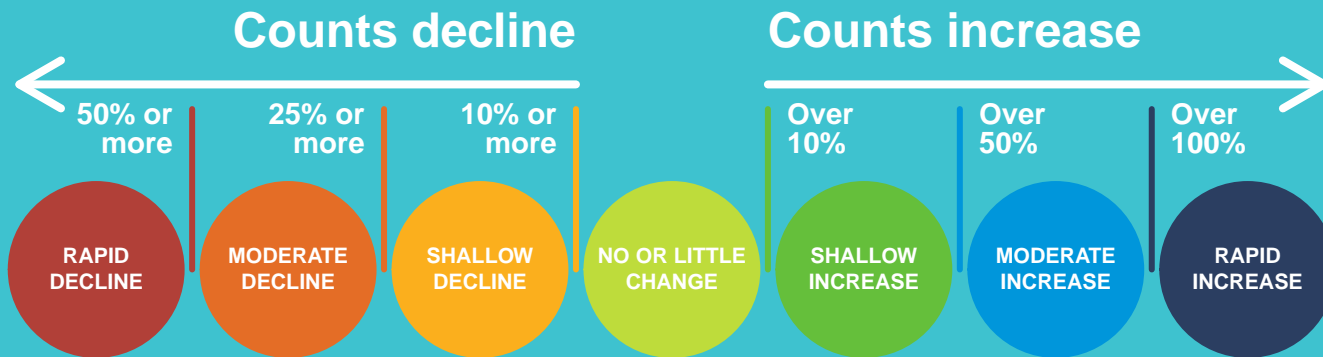 Counts decline
Counts increase
50% or
more
25% or
more
10% or
more
Over
10%
Over
50%
Over
100%
RAPID
DECLINE
MODERATE
DECLINE
SHALLOW
DECLINE
NO OR LITTLE
CHANGE
SHALLOW
INCREASE
MODERATE
INCREASE
RAPID
INCREASE